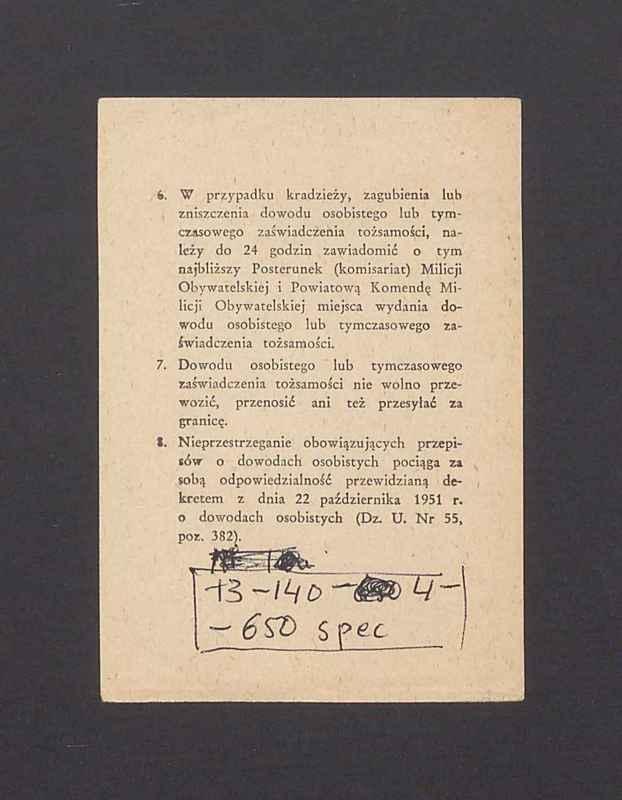 6. W przypadku kradzieży, zagubienia lub
zniszczenia dowodu osobistego lub tym-
czasowego zaświadczenia tożsamości, na-
leży do 24 godzin zawiadomić o tym
najbliższy Posterunek (komisariat) Milicji
Obywatelskiej i Powiatową Komendę Mi-
licji Obywatelskiej miejsca wydania do-
wodu osobistego lub tymczasowego za-
świadczenia tożsamości.
7. Dowodu osobistego lub tymczasowego
zaświadczenia tożsamości nie wolno prze-
wozić, przenosić ani też przesyłać za
granicę.
8. Nieprzestrzeganie obowiązujących przepi-
sów o dowodach osobistych pociąga za
sobą odpowiedzialność przewidzianą de-
kretem z dnia 22 października 1951 r.
o dowodach osobistych (Dz. U. Nr 55,
poz. 382).
13-140- 4-
-650 spec